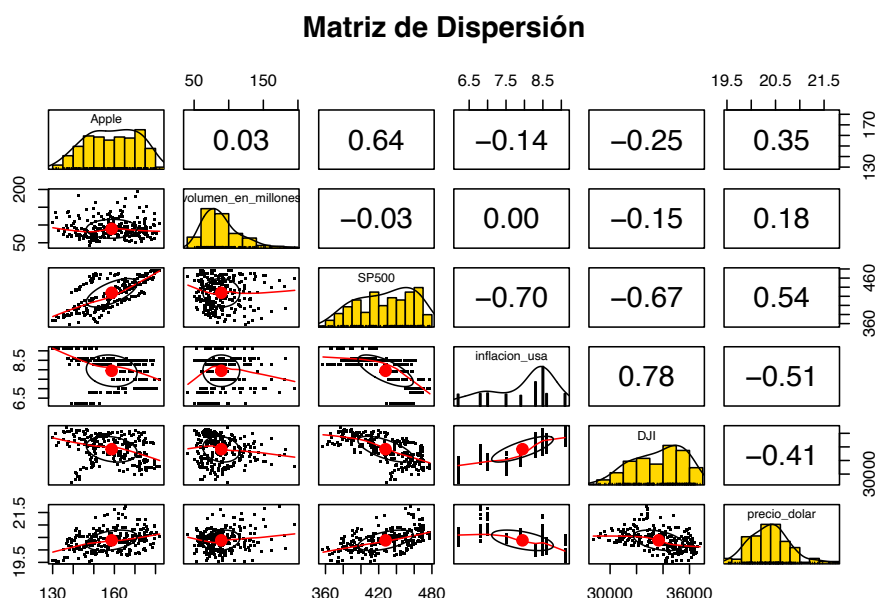 Matriz de Dispersión
50 150 6.5 7.5 8.5 19.5 20.5 21.5
Apple 0.03 0.64 −0.14 −0.25 0.35 130 170
200 50 volumen_en_millones −0.03 0.00 −0.15 0.18
SP500 −0.70 −0.67 0.54 360 460
8.5 6.5 inflacion_usa 0.78 −0.51
DJI −0.41 30000
21.5 19.5 precio_dolar
130 160 360 420 480 30000 36000